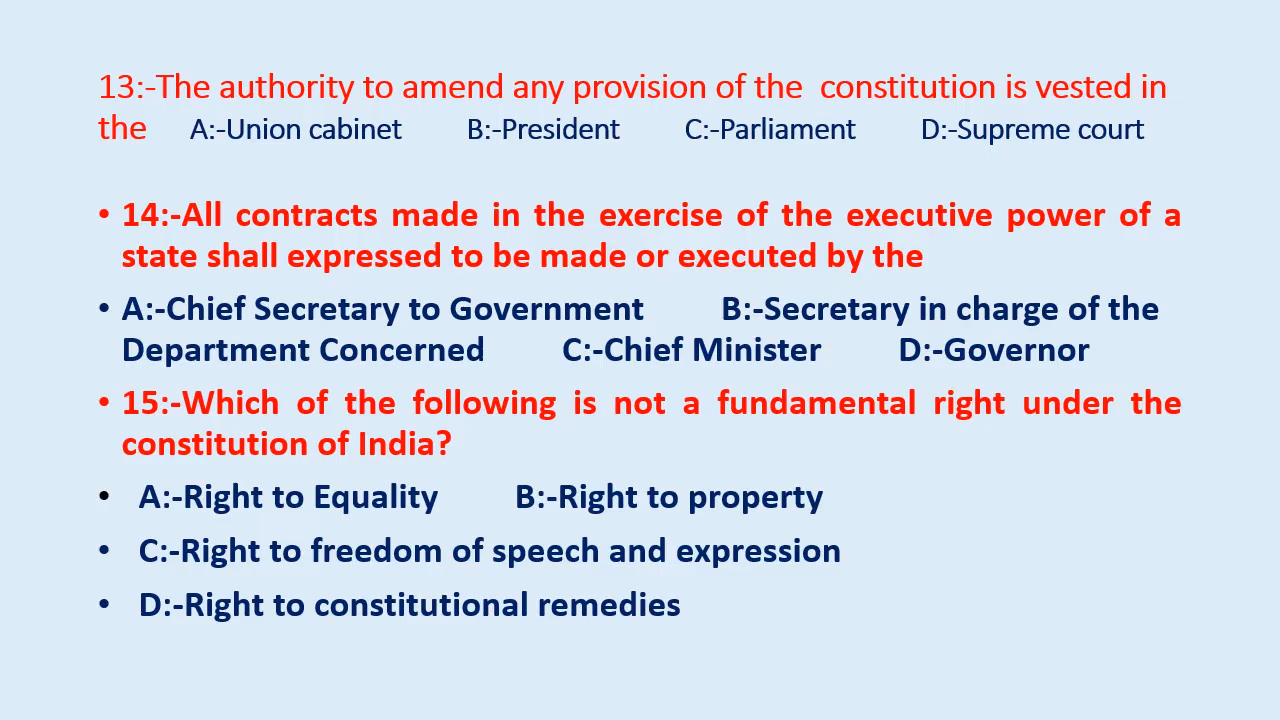 13:-The authority to amend any provision of the constitution is vested in
the A:-Union cabinet B:-President C:-Parliament D:-Supreme court
• 14:-All contracts made in the exercise of the executive power of a
state shall expressed to be made or executed by the
• A:-Chief Secretary to Government B:-Secretary in charge of the
Department Concerned C:-Chief Minister D:-Governor
• 15:-Which of the following is not a fundamental right under the
constitution of India?
• A:-Right to Equality B:-Right to property
• C:-Right to freedom of speech and expression
• D:-Right to constitutional remedies